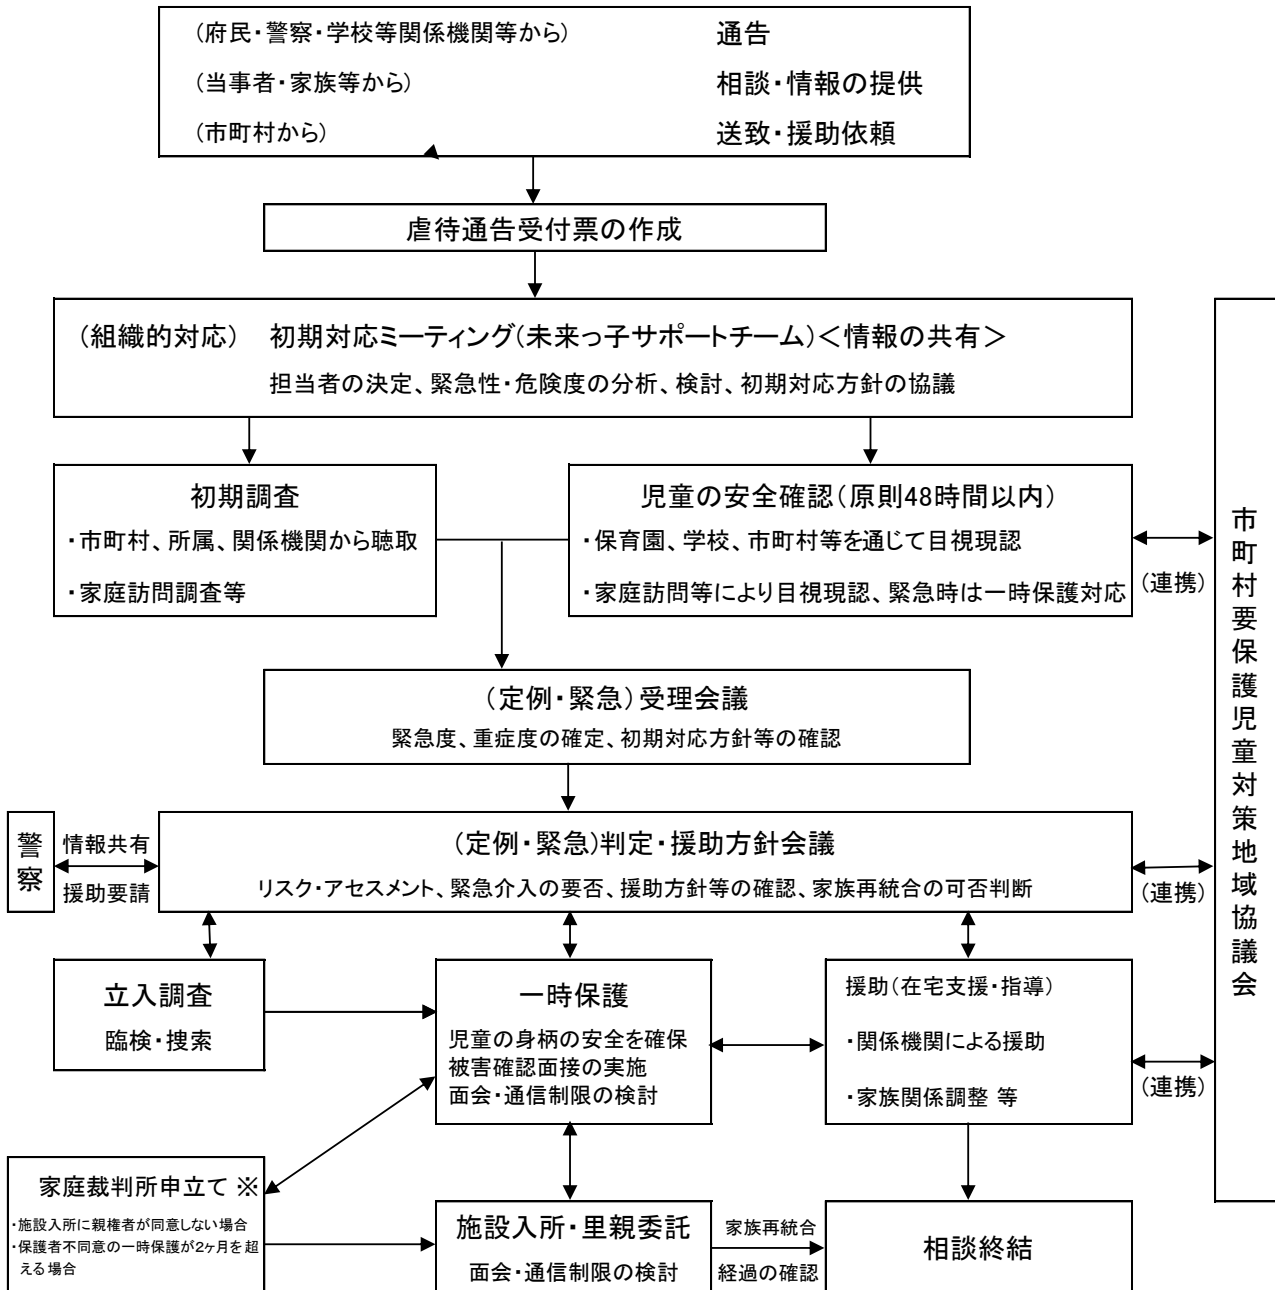 (府民・警察・学校等関係機関等から) 通告
(当事者・家族等から) 相談・情報の提供
(市町村から) 送致・援助依頼
虐待通告受付票の作成
(組織的対応) 初期対応ミーティング(未来っ子サポートチーム)<情報の共有>
担当者の決定、緊急性・危険度の分析、検討、初期対応方針の協議
初期調査
・市町村、所属、関係機関から聴取
・家庭訪問調査等
児童の安全確認(原則48時間以内)
・保育園、学校、市町村等を通じて目視現認
・家庭訪問等により目視現認、緊急時は一時保護対応
(連携)
市町村要保護児童対策地域協議会
(定例・緊急)受理会議
緊急度、重症度の確定、初期対応方針等の確認
警察
情報共有
援助要請
(定例・緊急)判定・援助方針会議
リスク・アセスメント、緊急介入の要否、援助方針等の確認、家族再統合の可否判断
(連携)
立入調査
臨検・捜索
一時保護
児童の身柄の安全を確保
被害確認面接の実施
面会・通信制限の検討
援助(在宅支援・指導)
・関係機関による援助
・家族関係調整 等
(連携)
家庭裁判所申立て ※
・施設入所に親権者が同意しない場合
・保護者不同意の一時保護が2ヶ月を超
える場合
施設入所・里親委託
面会・通信制限の検討
家族再統合
経過の確認
相談終結